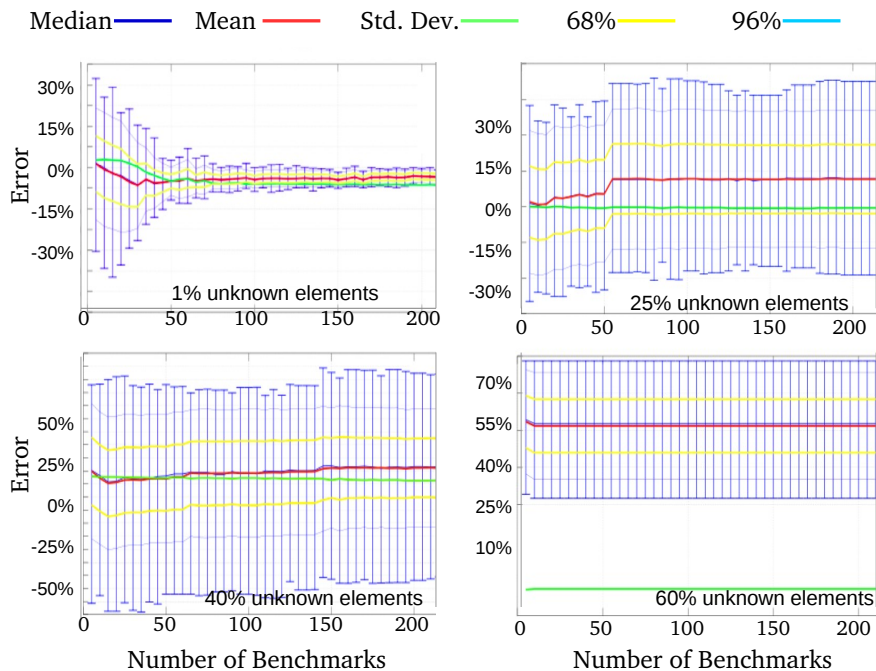 Median Mean Std. Dev. 68% 96%
Error
30%
15%
0%
-15%
-30%
1% unknown elements
0 50 100 150 200
30%
15%
0%
-15%
-30%
25% unknown elements
0 50 100 150 200
Error
50%
25%
0%
-25%
-50%
40% unknown elements
0 50 100 150 200
Number of Benchmarks
70%
55%
40%
25%
10%
60% unknown elements
0 50 100 150 200
Number of Benchmarks